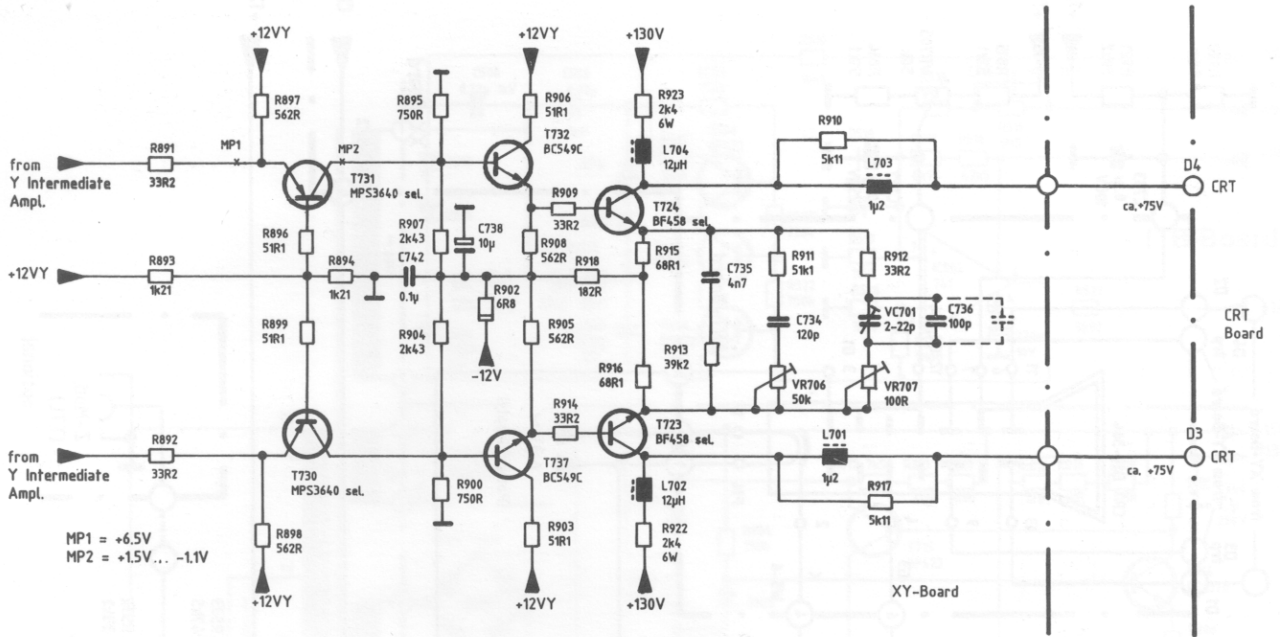 +12VY
+12VY
+130V
R897
562R
R895
750R
R906
51R1
R923
2k4
6W
T732
BC549C
R910
5k11
MP1
MP2
L704
12µH
L703
1µ2
R891
33R2
from
Y Intermediate
Ampl.
T731
MPS3640 sel.
R909
33R2
T724
BF458 sel.
D4
CRT
ca. +75V
R896
51R1
R907
2k43
C738
10µ
R908
562R
R915
68R1
C735
4n7
R911
51k1
R912
33R2
+12VY
R893
1k21
R894
1k21
C742
0.1µ
R902
6R8
R918
182R
R899
51R1
R904
2k43
-12V
R905
562R
C734
120p
VC701
2-22p
C736
100p
CRT
Board
R916
68R1
R913
39k2
VR706
50k
VR707
100R
R914
33R2
T723
BF458 sel.
R892
33R2
from
Y Intermediate
Ampl.
T730
MPS3640 sel.
T737
BC549C
L701
1µ2
D3
CRT
ca. +75V
R900
750R
L702
12µH
R917
5k11
MP1 = +6.5V
MP2 = +1.5V ... -1.1V
R898
562R
R903
51R1
R922
2k4
6W
+12VY
+12VY
+130V
XY-Board